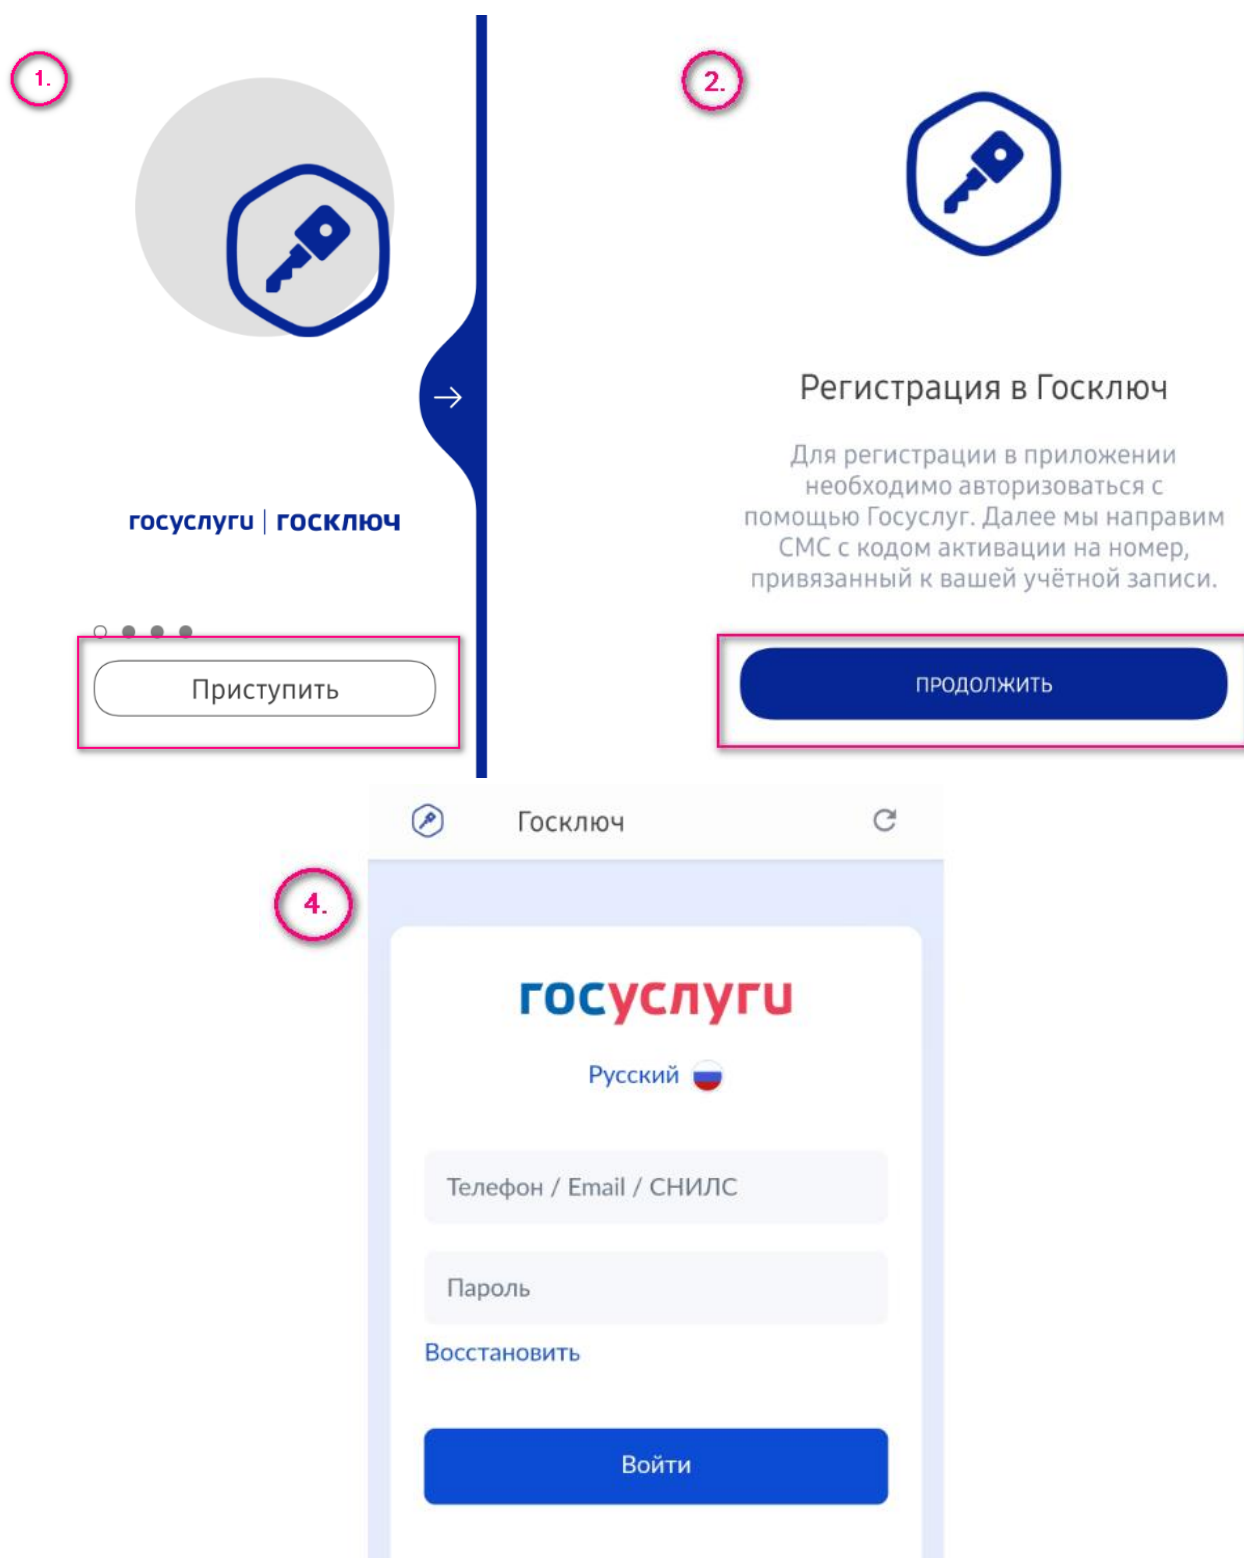 1.
госуслуги | госключ
Приступить
2.
Регистрация в Госключ
Для регистрации в приложении
необходимо авторизоваться с
помощью Госуслуг. Далее мы направим
СМС с кодом активации на номер,
привязанный к вашей учётной записи.
ПРОДОЛЖИТЬ
Госключ
4.
госуслуги
Русский
Телефон / Email / СНИЛС
Пароль
Восстановить
Войти